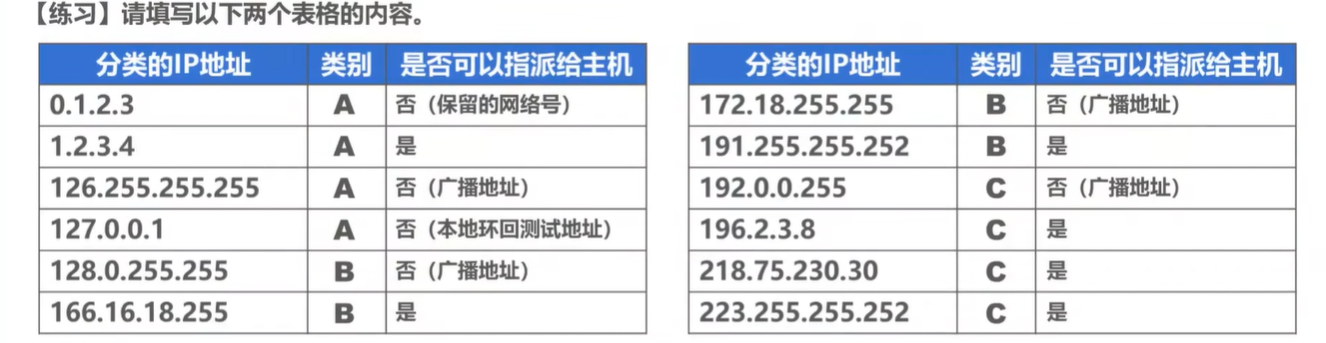 【练习】请填写以下两个表格的内容。
分类的IP地址 类别 是否可以指派给主机
0.1.2.3 A 否（保留的网络号）
1.2.3.4 A 是
126.255.255.255 A 否（广播地址）
127.0.0.1 A 否（本地环回测试地址）
128.0.255.255 B 否（广播地址）
166.16.18.255 B 是
分类的IP地址 类别 是否可以指派给主机
172.18.255.255 B 否（广播地址）
191.255.255.252 B 是
192.0.0.255 C 否（广播地址）
196.2.3.8 C 是
218.75.230.30 C 是
223.255.255.252 C 是